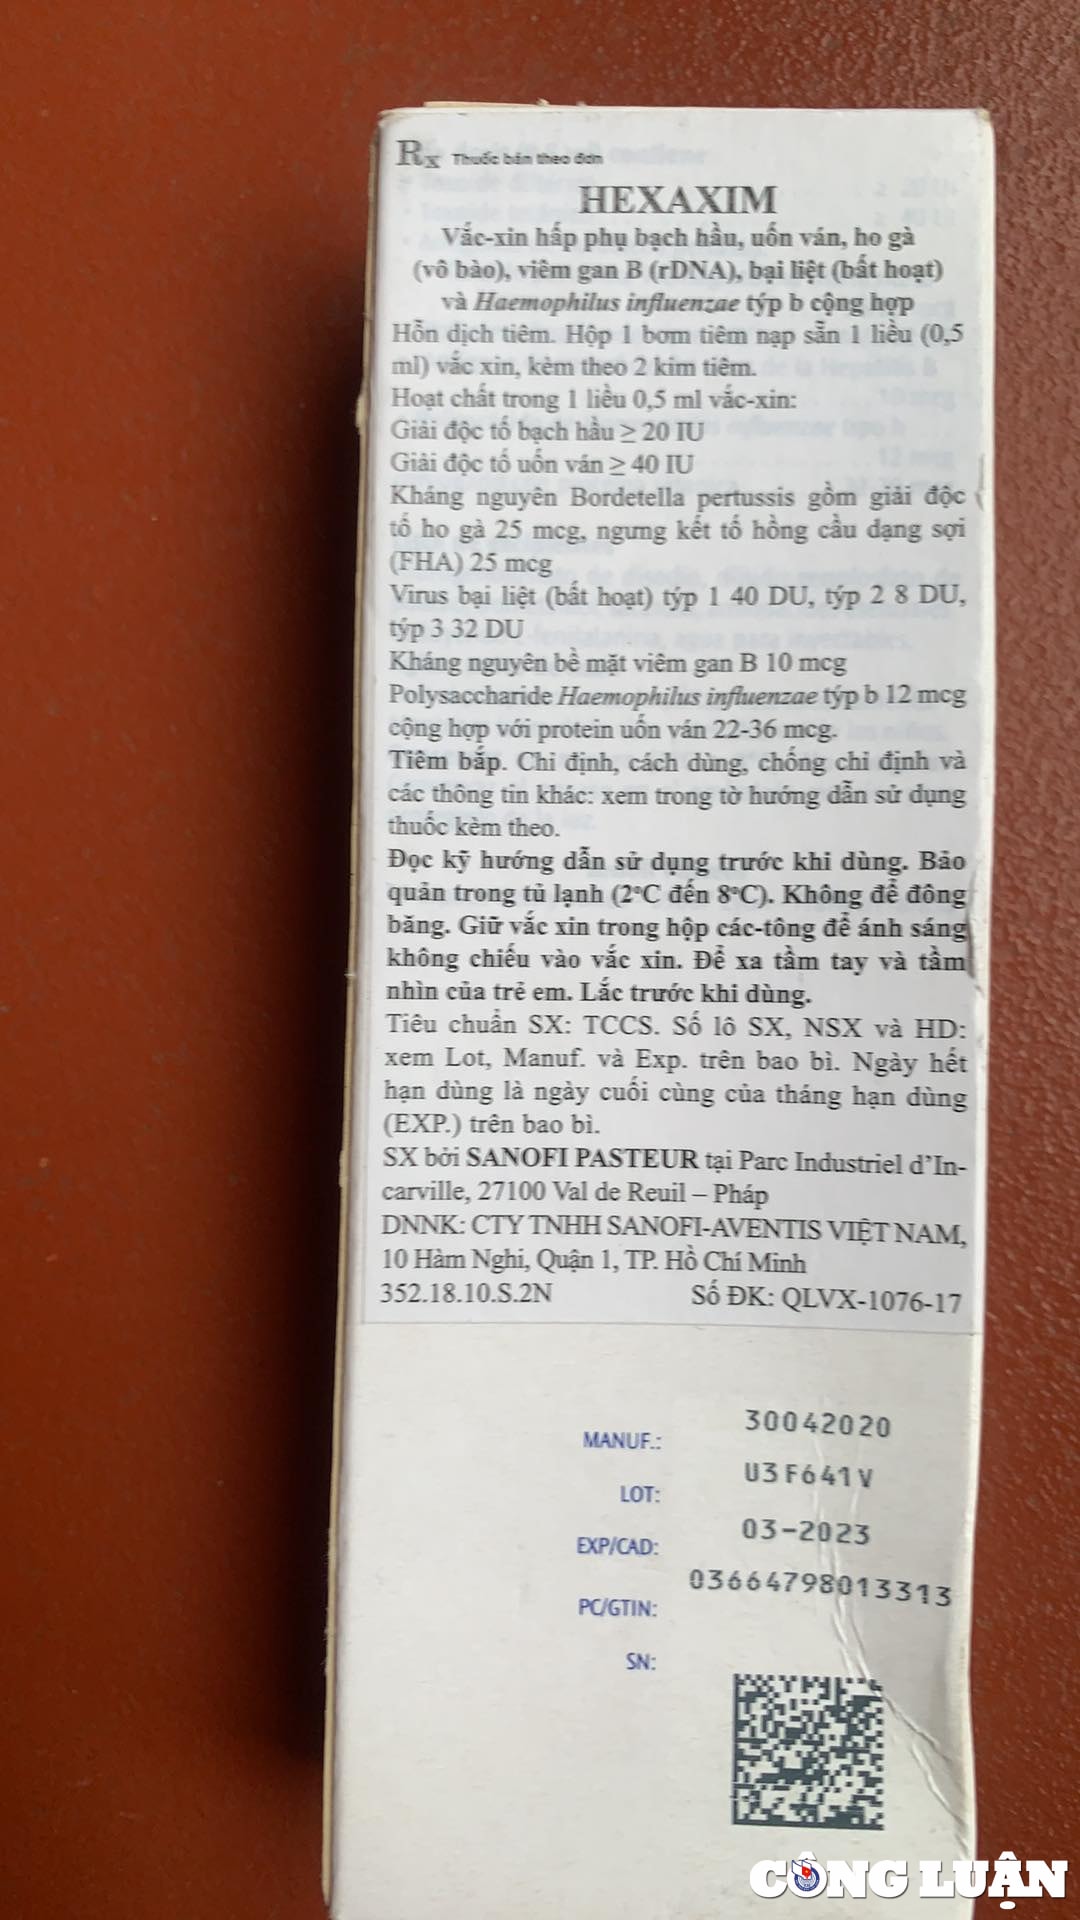 Rx Thuốc bán theo đơn
HEXAXIM
Vắc-xin hấp phụ bạch hầu, uốn ván, ho gà
(vô bào), viêm gan B (rDNA), bại liệt (bất hoạt)
và Haemophilus influenzae týp b cộng hợp
Hỗn dịch tiêm. Hộp 1 bơm tiêm nạp sẵn 1 liều (0,5
ml) vắc xin, kèm theo 2 kim tiêm.
Hoạt chất trong 1 liều 0,5 ml vắc-xin:
Giải độc tố bạch hầu ≥ 20 IU
Giải độc tố uốn ván ≥ 40 IU
Kháng nguyên Bordetella pertussis gồm giải độc
tố ho gà 25 mcg, ngưng kết tố hồng cầu dạng sợi
(FHA) 25 mcg
Virus bại liệt (bất hoạt) týp 1 40 DU, týp 2 8 DU,
týp 3 32 DU
Kháng nguyên bề mặt viêm gan B 10 mcg
Polysaccharide Haemophilus influenzae týp b 12 mcg
cộng hợp với protein uốn ván 22-36 mcg.
Tiêm bắp. Chỉ định, cách dùng, chống chỉ định và
các thông tin khác: xem trong tờ hướng dẫn sử dụng
thuốc kèm theo.
Đọc kỹ hướng dẫn sử dụng trước khi dùng. Bảo
quản trong tủ lạnh (2°C đến 8°C). Không để đông
băng. Giữ vắc xin trong hộp các-tông để ánh sáng
không chiếu vào vắc xin. Để xa tầm tay và tầm
nhìn của trẻ em. Lắc trước khi dùng.
Tiêu chuẩn SX: TCCS. Số lô SX, NSX và HD:
xem Lot, Manuf. và Exp. trên bao bì. Ngày hết
hạn dùng là ngày cuối cùng của tháng hạn dùng
(EXP.) trên bao bì.
SX bởi SANOFI PASTEUR tại Parc Industriel d'In-
carville, 27100 Val de Reuil – Pháp
DNNK: CTY TNHH SANOFI-AVENTIS VIỆT NAM,
10 Hàm Nghi, Quận 1, TP. Hồ Chí Minh
352.18.10.S.2N Số ĐK: QLVX-1076-17
MANUF.: 30042020
LOT: U3F641V
EXP/CAD: 03-2023
PC/GTIN: 03664798013313
SN:
CÔNG LUẬN